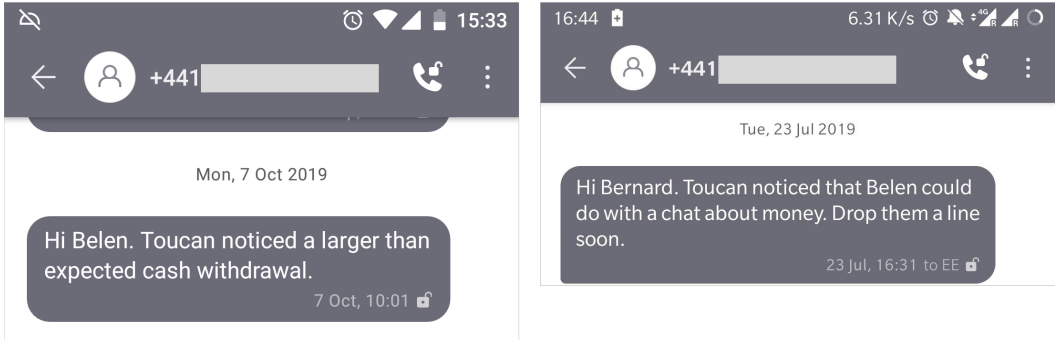 15:33
+441
Mon, 7 Oct 2019
Hi Belen. Toucan noticed a larger than
expected cash withdrawal.
7 Oct, 10:01
16:44
6.31 K/s
4G
R
R
+441
Tue, 23 Jul 2019
Hi Bernard. Toucan noticed that Belen could
do with a chat about money. Drop them a line
soon.
23 Jul, 16:31 to EE